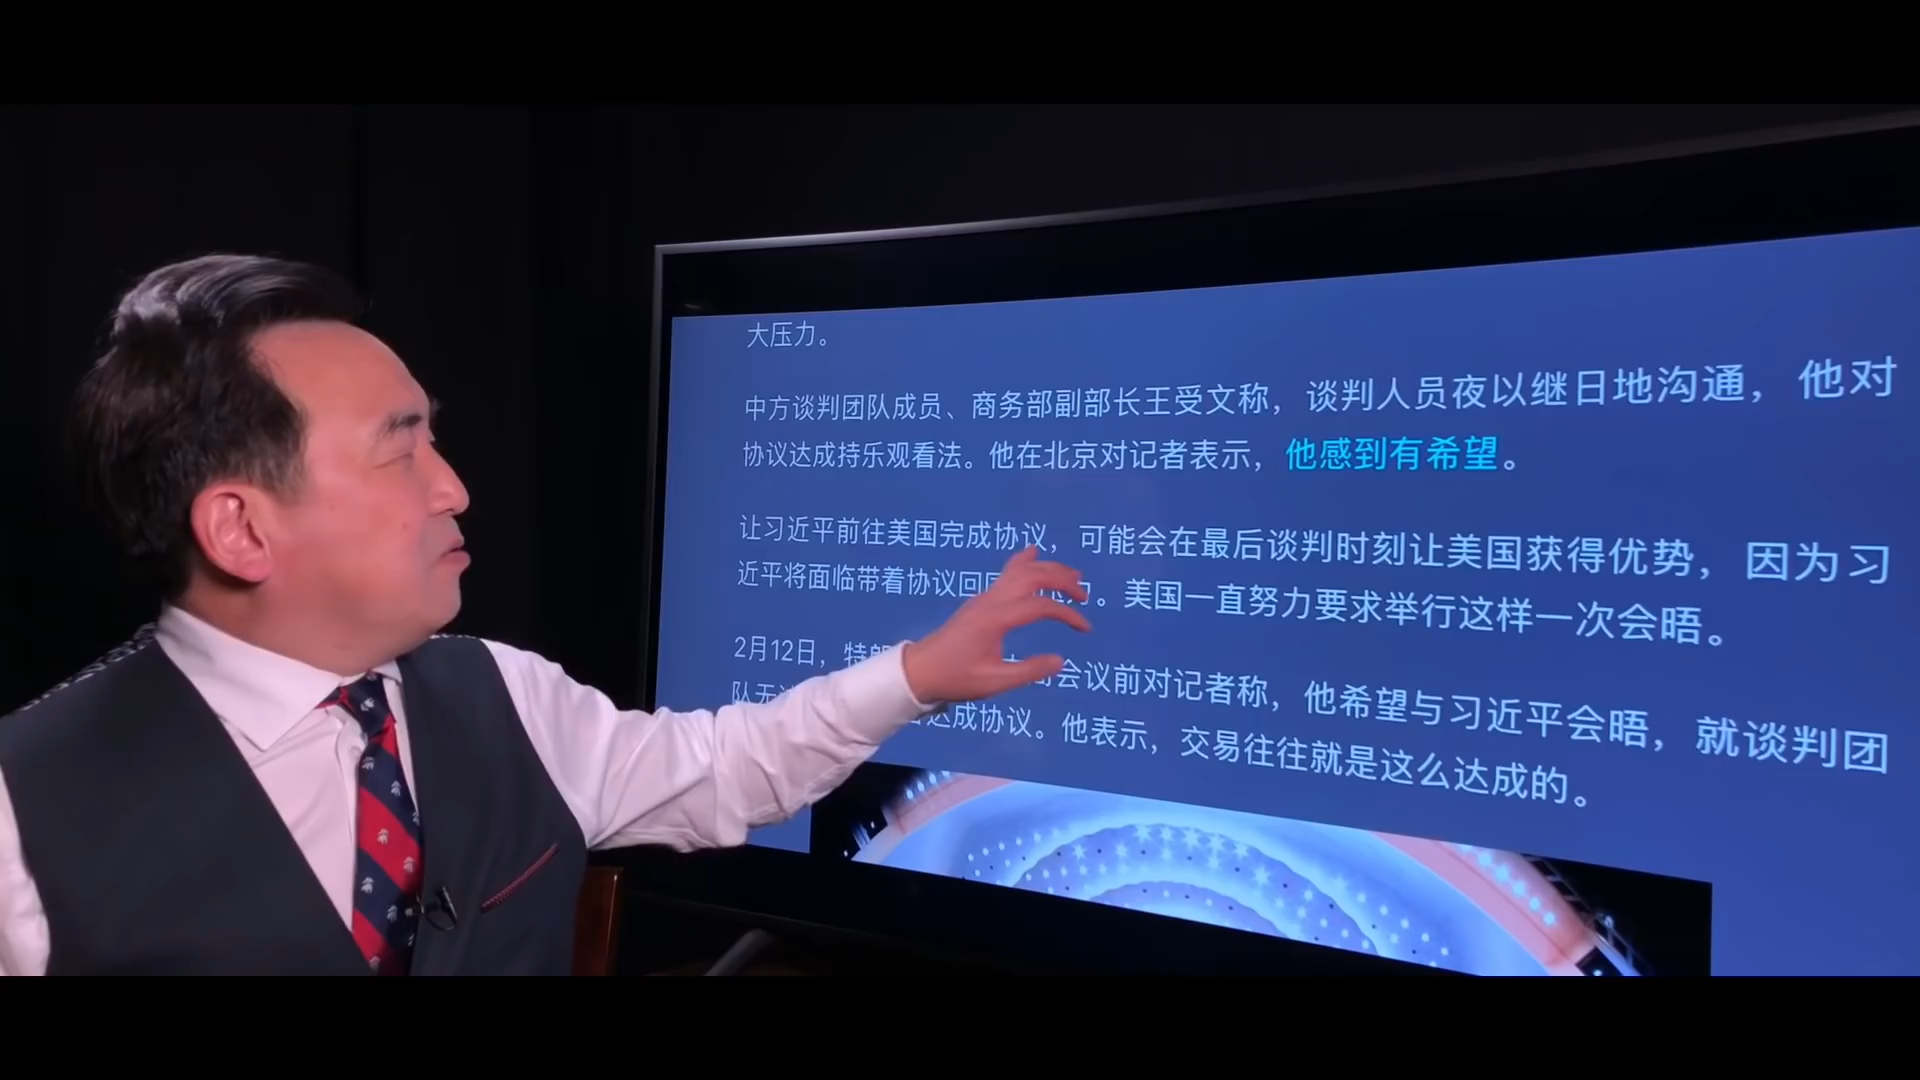 大压力。
中方谈判团队成员、商务部副部长王受文称，谈判人员夜以继日地沟通，他对
协议达成持乐观看法。他在北京对记者表示，他感到有希望。
让习近平前往美国完成协议，可能会在最后谈判时刻让美国获得优势，因为习
近平将面临带着协议回 力。美国一直努力要求举行这样一次会晤。
2月12日，特 会议前对记者称，他希望与习近平会晤，就谈判团
队无 达成协议。他表示，交易往往就是这么达成的。